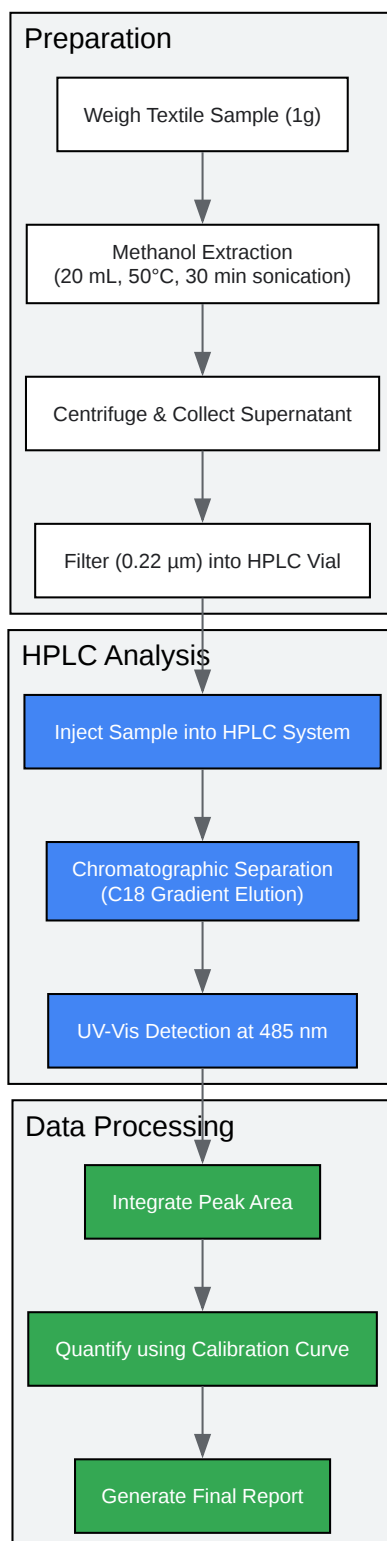 Preparation
Weigh Textile Sample (1g)
Methanol Extraction
(20 mL, 50°C, 30 min sonication)
Centrifuge & Collect Supernatant
Filter (0.22 µm) into HPLC Vial
HPLC Analysis
Inject Sample into HPLC System
Chromatographic Separation
(C18 Gradient Elution)
UV-Vis Detection at 485 nm
Data Processing
Integrate Peak Area
Quantify using Calibration Curve
Generate Final Report